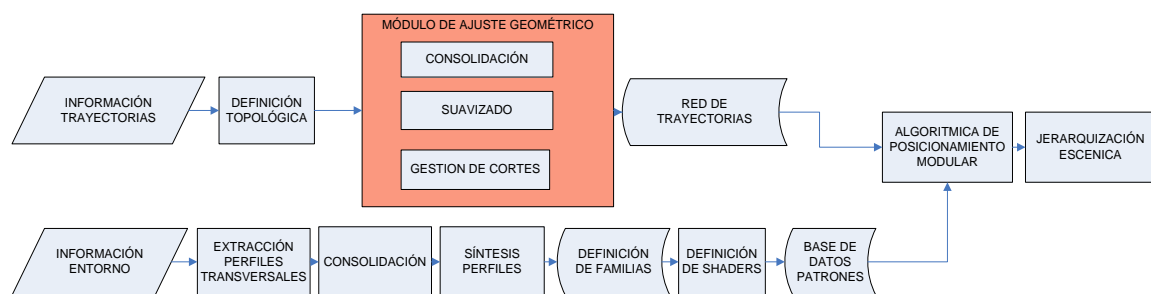 MÓDULO DE AJUSTE GEOMÉTRICO
CONSOLIDACIÓN
SUAVIZADO
GESTION DE CORTES
INFORMACIÓN
TRAYECTORIAS
DEFINICIÓN
TOPOLÓGICA
RED DE
TRAYECTORIAS
ALGORITMICA DE
POSICIONAMIENTO
MODULAR
JERARQUIZACIÓN
ESCENICA
INFORMACIÓN
ENTORNO
EXTRACCIÓN
PERFILES
TRANSVERSALES
CONSOLIDACIÓN
SÍNTESIS
PERFILES
DEFINICIÓN
DE FAMILIAS
DEFINICIÓN
DE SHADERS
BASE DE
DATOS
PATRONES